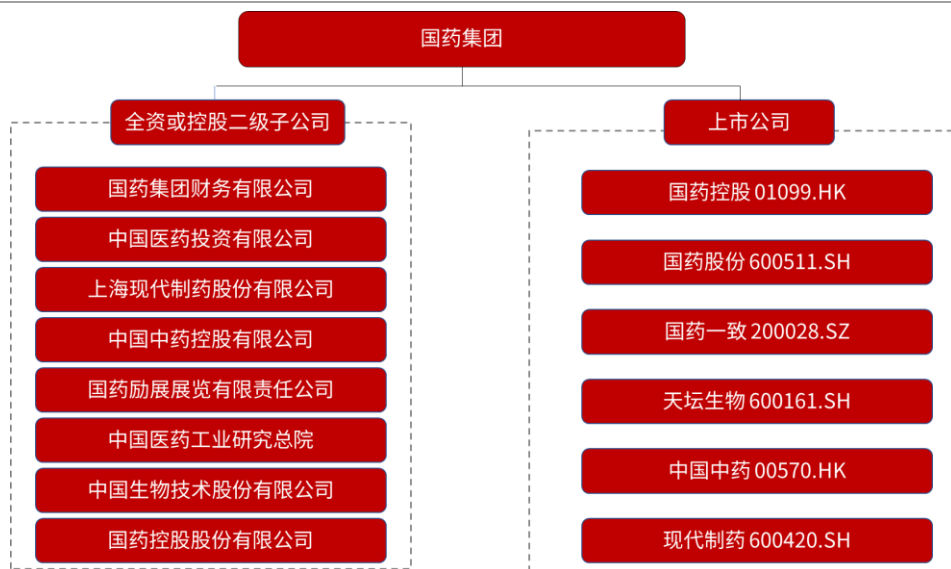 国药集团
全资或控股二级子公司
国药集团财务有限公司
中国医药投资有限公司
上海现代制药股份有限公司
中国中药控股有限公司
国药励展展览有限责任公司
中国医药工业研究总院
中国生物技术股份有限公司
国药控股股份有限公司
上市公司
国药控股 01099.HK
国药股份 600511.SH
国药一致 200028.SZ
天坛生物 600161.SH
中国中药 00570.HK
现代制药 600420.SH